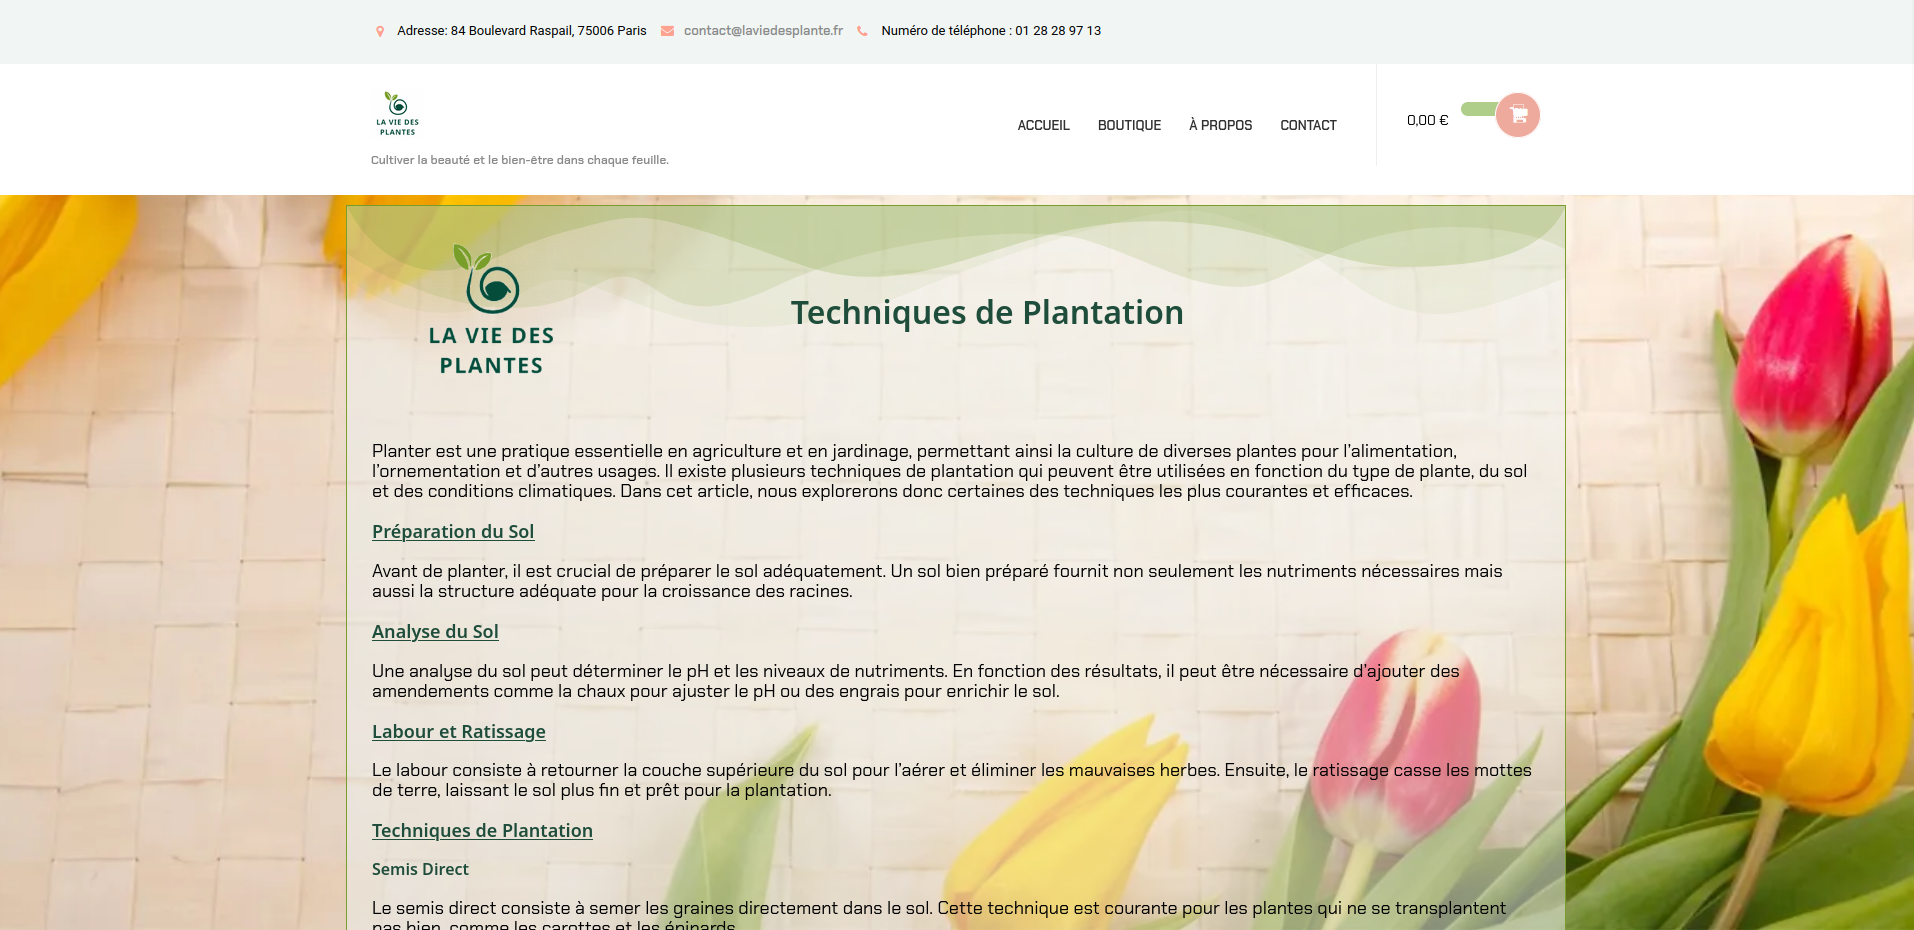 Adresse: 84 Boulevard Raspail, 75006 Paris
contact@laviedesplante.fr
Numéro de téléphone : 01 28 28 97 13
LA VIE DES
PLANTES
Cultiver la beauté et le bien-être dans chaque feuille.
ACCUEIL
BOUTIQUE
À PROPOS
CONTACT
0,00 €
LA VIE DES
PLANTES
Techniques de Plantation
Planter est une pratique essentielle en agriculture et en jardinage, permettant ainsi la culture de diverses plantes pour l'alimentation,
l'ornementation et d'autres usages. Il existe plusieurs techniques de plantation qui peuvent être utilisées en fonction du type de plante, du sol
et des conditions climatiques. Dans cet article, nous explorerons donc certaines des techniques les plus courantes et efficaces.
Préparation du Sol
Avant de planter, il est crucial de préparer le sol adéquatement. Un sol bien préparé fournit non seulement les nutriments nécessaires mais
aussi la structure adéquate pour la croissance des racines.
Analyse du Sol
Une analyse du sol peut déterminer le pH et les niveaux de nutriments. En fonction des résultats, il peut être nécessaire d'ajouter des
amendements comme la chaux pour ajuster le pH ou des engrais pour enrichir le sol.
Labour et Ratissage
Le labour consiste à retourner la couche supérieure du sol pour l'aérer et éliminer les mauvaises herbes. Ensuite, le ratissage casse les mottes
de terre, laissant le sol plus fin et prêt pour la plantation.
Techniques de Plantation
Semis Direct
Le semis direct consiste à semer les graines directement dans le sol. Cette technique est courante pour les plantes qui ne se transplantent
pas bien, comme les carottes et les épinards.